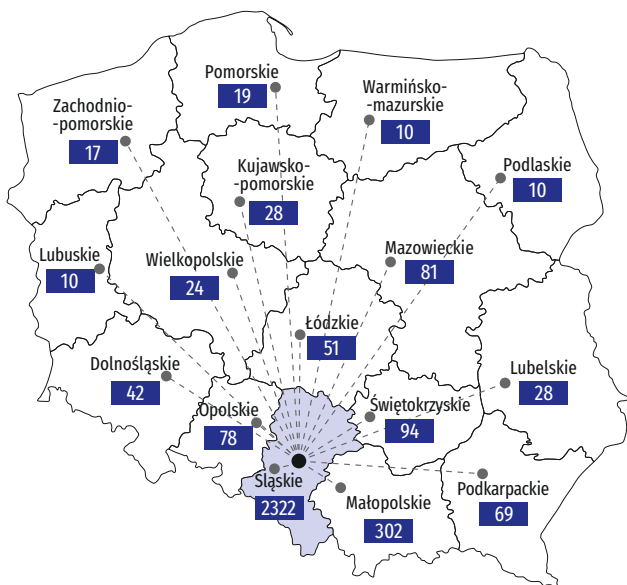 Pomorskie
19
Warmińsko-
-mazurskie
10
Zachodnio-
-pomorskie
17
Kujawsko-
-pomorskie
28
Podlaskie
10
Lubuskie
10
Wielkopolskie
24
Mazowieckie
81
Łódzkie
51
Dolnośląskie
42
Lubelskie
28
Opolskie
78
Świętokrzyskie
94
Śląskie
2322
Małopolskie
302
Podkarpackie
69